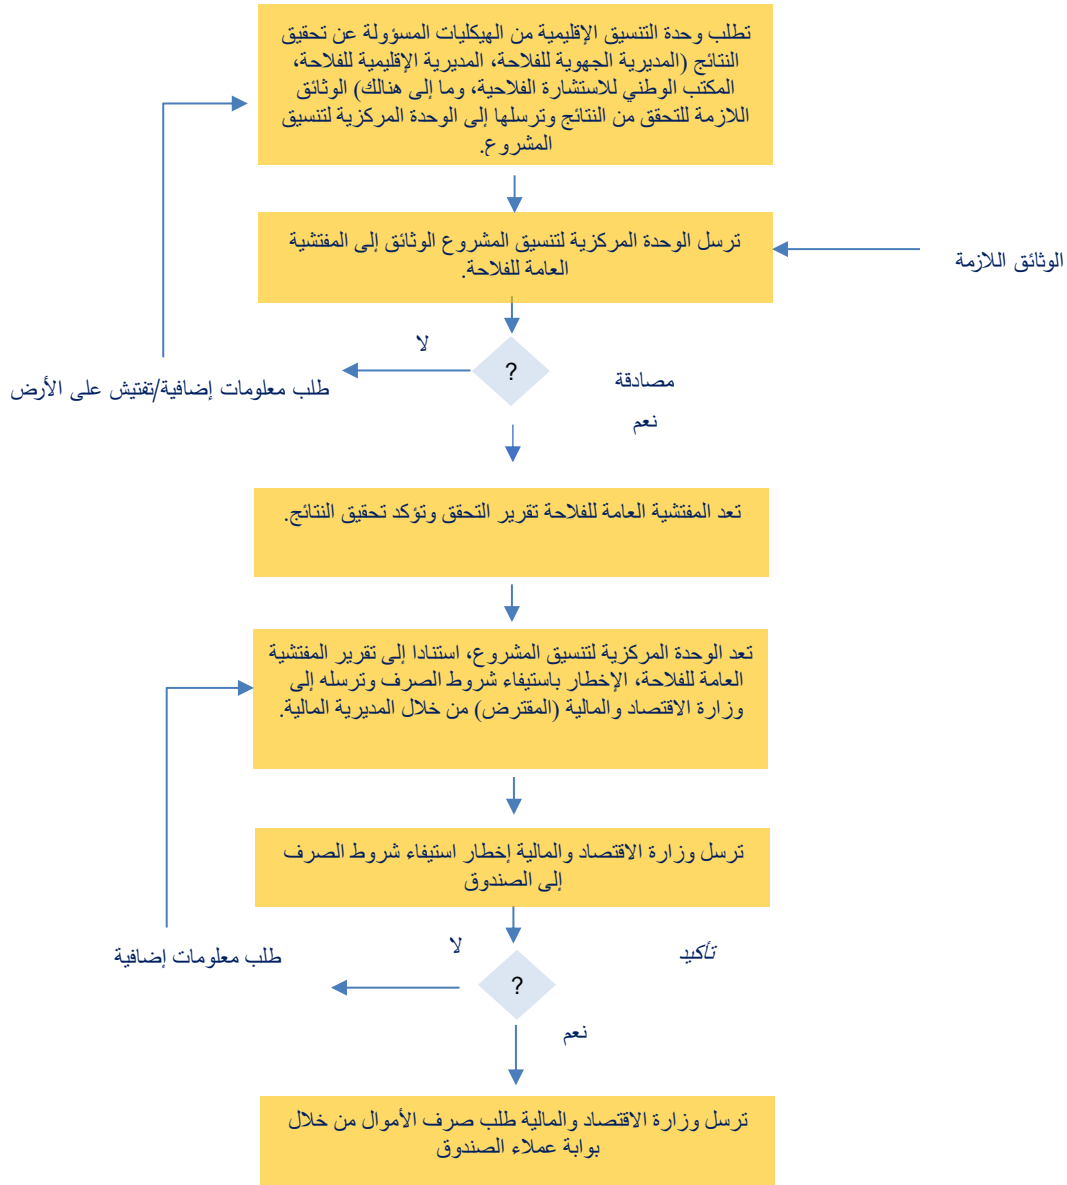 تطلب وحدة التنسيق الإقليمية من الهيكليات المسؤولة عن تحقيق
النتائج (المديرية الجهوية للفلاحة، المديرية الإقليمية للفلاحة،
المكتب الوطني للاستشارة الفلاحية، وما إلى هنالك) الوثائق
اللازمة للتحقق من النتائج وترسلها إلى الوحدة المركزية لتنسيق
المشروع.
ترسل الوحدة المركزية لتنسيق المشروع الوثائق إلى المفتشية
العامة للفلاحة.
الوثائق اللازمة
لا
?
مصادقة
طلب معلومات إضافية/تفتيش على الأرض
نعم
تعد المفتشية العامة للفلاحة تقرير التحقق وتؤكد تحقيق النتائج.
تعد الوحدة المركزية لتنسيق المشروع، استنادا إلى تقرير المفتشية
العامة للفلاحة، الإخطار باستيفاء شروط الصرف وترسله إلى
وزارة الاقتصاد والمالية (المقترض) من خلال المديرية المالية.
ترسل وزارة الاقتصاد والمالية إخطار استيفاء شروط الصرف
إلى الصندوق
لا
تأكيد
طلب معلومات إضافية
?
نعم
ترسل وزارة الاقتصاد والمالية طلب صرف الأموال من خلال
بوابة عملاء الصندوق